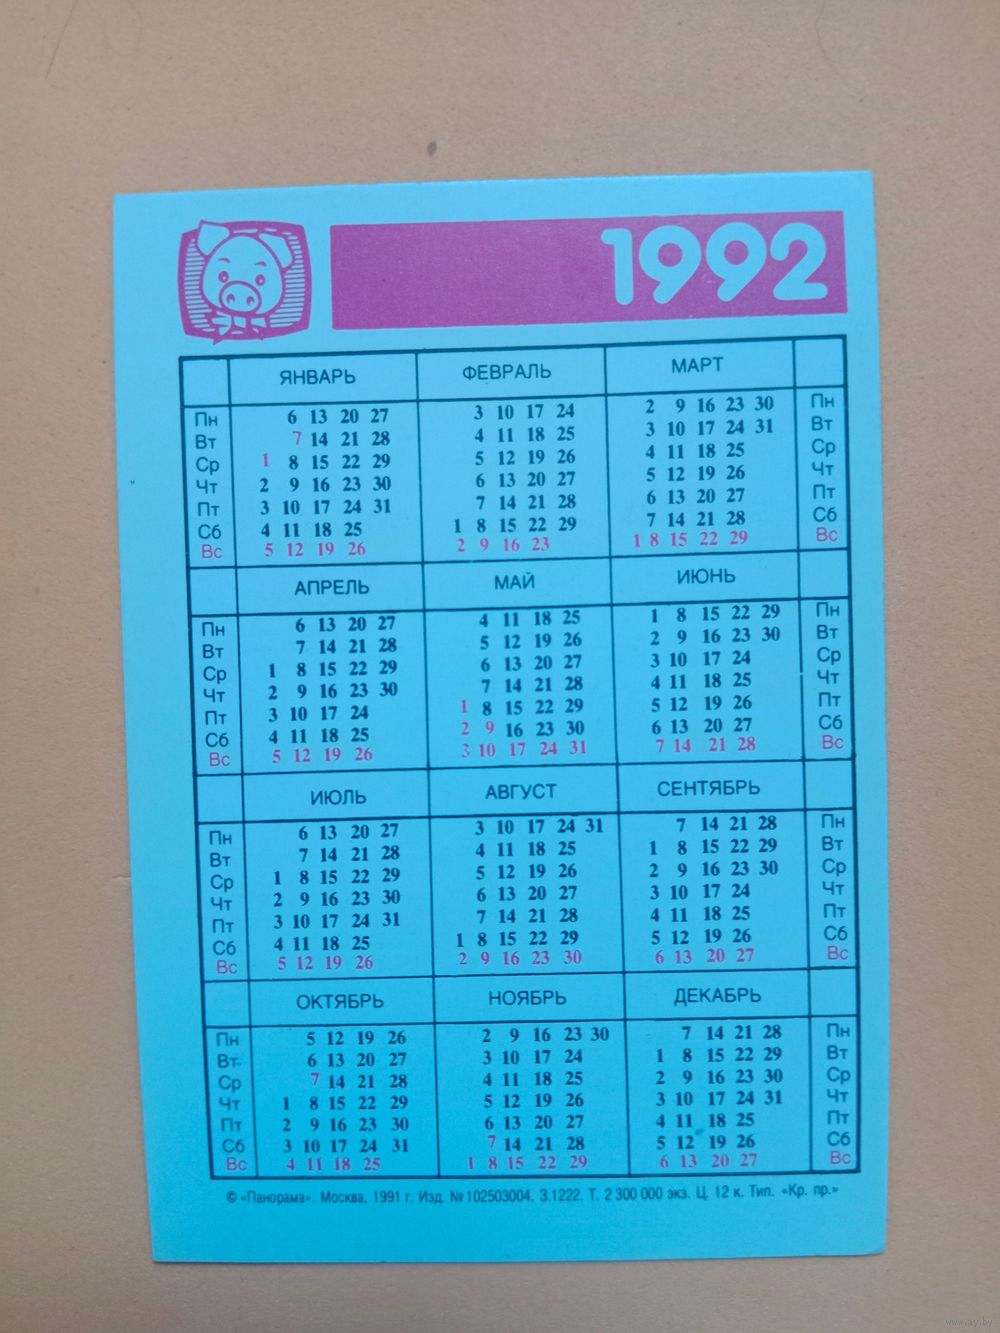 1992
ЯНВАРЬ ФЕВРАЛЬ МАРТ
Пн 6 13 20 27 3 10 17 24 2 9 16 23 30 Пн
Вт 7 14 21 28 4 11 18 25 3 10 17 24 31 Вт
Ср 1 8 15 22 29 5 12 19 26 4 11 18 25 Ср
Чт 2 9 16 23 30 6 13 20 27 5 12 19 26 Чт
Пт 3 10 17 24 31 7 14 21 28 6 13 20 27 Пт
Сб 4 11 18 25 1 8 15 22 29 7 14 21 28 Сб
Вс 5 12 19 26 2 9 16 23 1 8 15 22 29 Вс
АПРЕЛЬ МАЙ ИЮНЬ
Пн 6 13 20 27 4 11 18 25 1 8 15 22 29 Пн
Вт 7 14 21 28 5 12 19 26 2 9 16 23 30 Вт
Ср 1 8 15 22 29 6 13 20 27 3 10 17 24 Ср
Чт 2 9 16 23 30 7 14 21 28 4 11 18 25 Чт
Пт 3 10 17 24 1 8 15 22 29 5 12 19 26 Пт
Сб 4 11 18 25 2 9 16 23 30 6 13 20 27 Сб
Вс 5 12 19 26 3 10 17 24 31 7 14 21 28 Вс
ИЮЛЬ АВГУСТ СЕНТЯБРЬ
Пн 6 13 20 27 3 10 17 24 31 7 14 21 28 Пн
Вт 7 14 21 28 4 11 18 25 1 8 15 22 29 Вт
Ср 1 8 15 22 29 5 12 19 26 2 9 16 23 30 Ср
Чт 2 9 16 23 30 6 13 20 27 3 10 17 24 Чт
Пт 3 10 17 24 31 7 14 21 28 4 11 18 25 Пт
Сб 4 11 18 25 1 8 15 22 29 5 12 19 26 Сб
Вс 5 12 19 26 2 9 16 23 30 6 13 20 27 Вс
ОКТЯБРЬ НОЯБРЬ ДЕКАБРЬ
Пн 5 12 19 26 2 9 16 23 30 7 14 21 28 Пн
Вт 6 13 20 27 3 10 17 24 1 8 15 22 29 Вт
Ср 7 14 21 28 4 11 18 25 2 9 16 23 30 Ср
Чт 1 8 15 22 29 5 12 19 26 3 10 17 24 31 Чт
Пт 2 9 16 23 30 6 13 20 27 4 11 18 25 Пт
Сб 3 10 17 24 31 7 14 21 28 5 12 19 26 Сб
Вс 4 11 18 25 1 8 15 22 29 6 13 20 27 Вс
© «Панорама». Москва, 1991 г. Изд. № 102503004. З.1222. Т. 2 300 000 экз. Ц. 12 к. Тип. «Кр. пр.»
www.ay.by